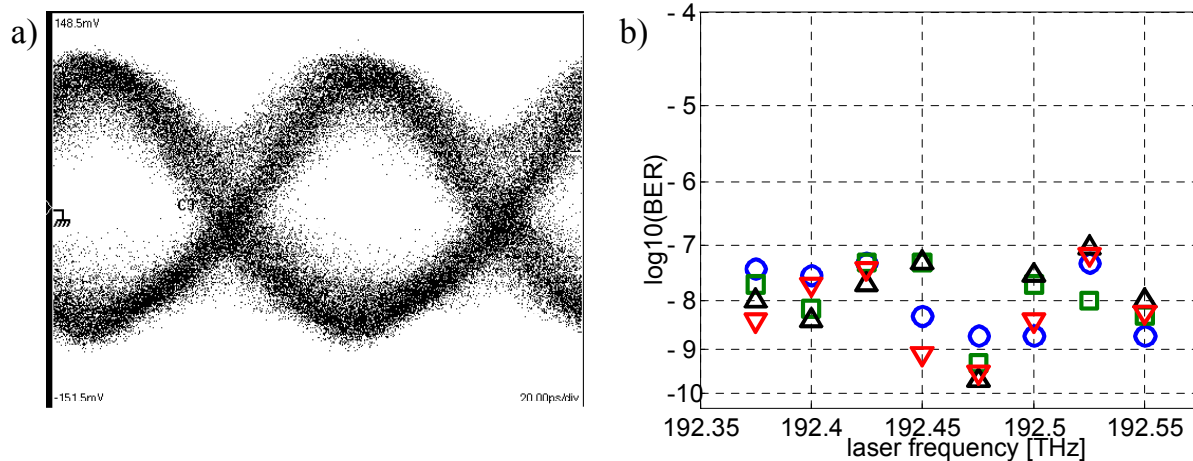 a)
148.5mV
C1
-151.5mV
20.00ps/div
b)
log10(BER)
- 4
- 5
- 6
- 7
- 8
- 9
-10
192.35 192.4 192.45 192.5 192.55
laser frequency [THz]